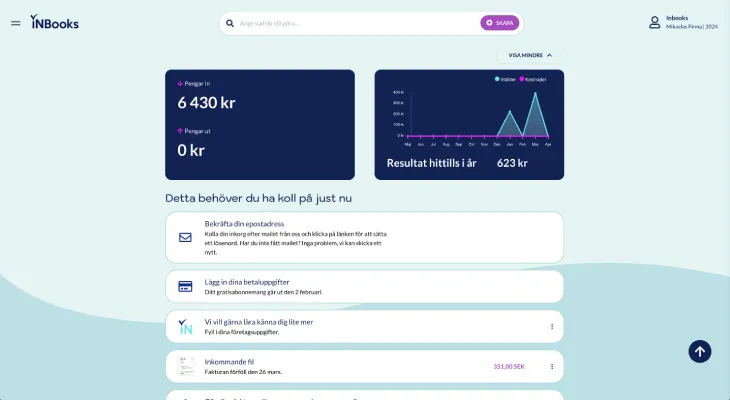 INBooks
Ange vad du vill göra...
SKAPA
Inbooks
Mikaelas Firma | 2024
VISA MINDRE
Pengar in
6 430 kr
Pengar ut
0 kr
Intäkter Kostnader
400 kr
300 kr
200 kr
100 kr
0 kr
Maj Jun Jul Aug Sep Okt Nov Dec Jan Feb Mar Apr
Resultat hittills i år 623 kr
Detta behöver du ha koll på just nu
Bekräfta din epostadress
Kolla din inkorg efter mailet från oss och klicka på länken för att sätta
ett lösenord. Har du inte fått mailet? Inga problem, vi kan skicka ett
nytt.
Lägg in dina betaluppgifter
Ditt gratisabonnemang går ut den 2 februari.
IN
Vi vill gärna lära känna dig lite mer
Fyll i dina företagsuppgifter.
Inkommande fil
Fakturan förföll den 26 mars.
351,00 SEK